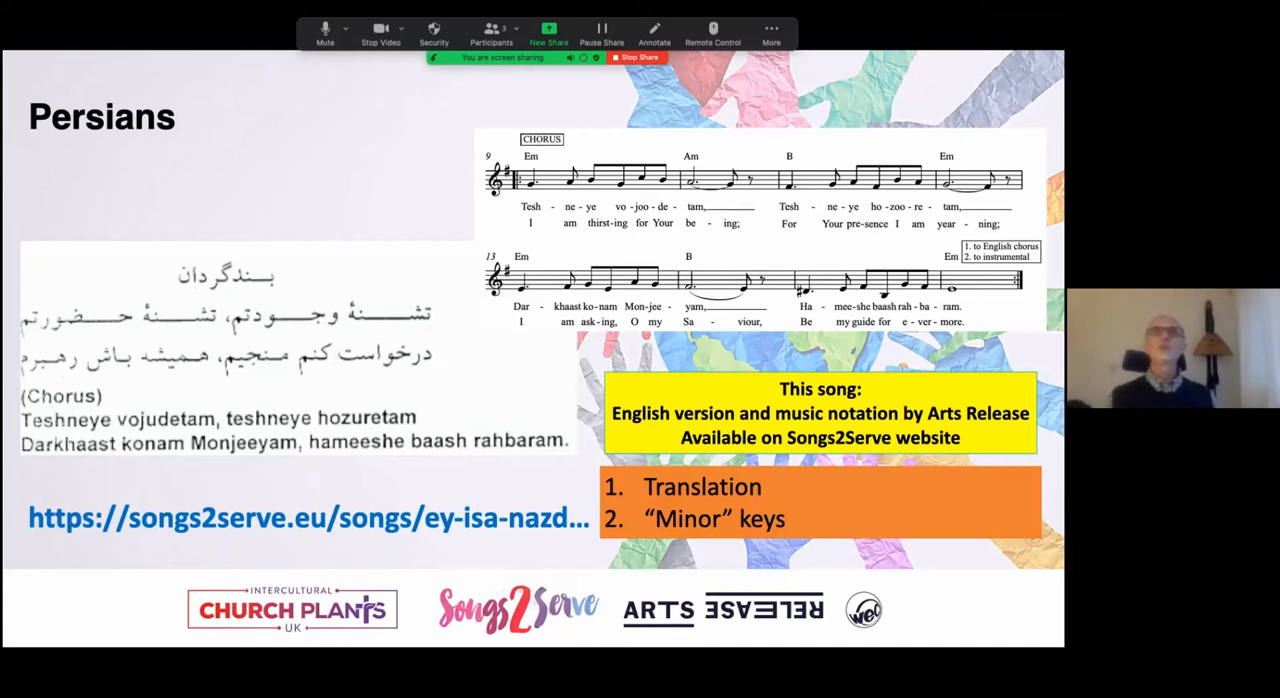 Mute
Stop Video
Security
Participants 3
New Share
Pause Share
Annotate
Remote Control
More
You are screen sharing
Stop Share
Persians
CHORUS
9 Em Am B Em
Tesh - ne - ye vo - joo - de - tam, Tesh - ne - ye ho - zoo - re - tam,
I am thirst - ing for Your be - ing; For Your pre - sence I am year - ning;
1. to English chorus
13 Em B Em 2. to instrumental
Dar - khaast ko - nam Mon - jee - yam, Ha - mee - she baash rah - ba - ram.
I am ask - ing, O my Sa - viour, Be my guide for e - ver - more.
بندگردان
تشنهٔ وجودتم، تشنهٔ حضورتم
درخواست کنم منجیم، همیشه باش رهبرم
(Chorus)
Teshneye vojudetam, teshneye hozuretam
Darkhaast konam Monjeeyam, hameeshe baash rahbaram.
This song:
English version and music notation by Arts Release
Available on Songs2Serve website
https://songs2serve.eu/songs/ey-isa-nazd...
1. Translation
2. “Minor” keys
INTERCULTURAL
CHURCH PLANTS
UK
Songs2Serve
ARTS RELEASE
wec